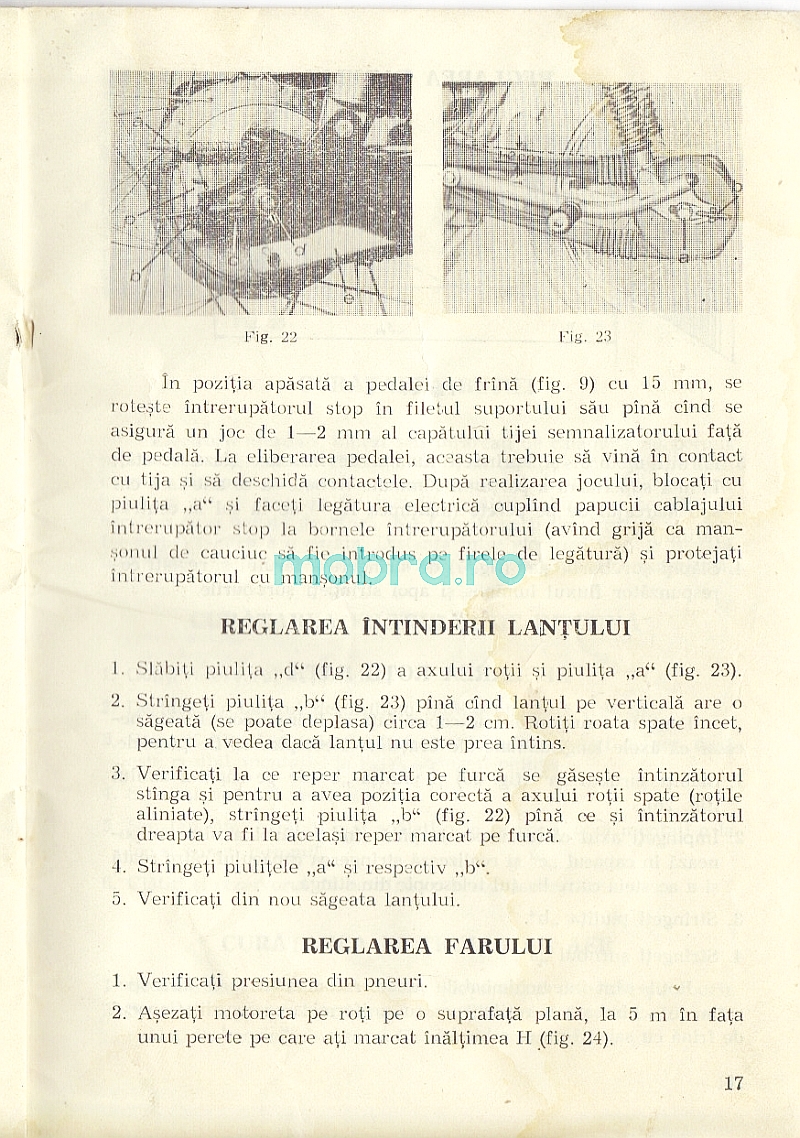 a
e
b
c
d
e
a
Fig. 22
Fig. 23
În poziția apăsată a pedalei de frînă (fig. 9) cu 15 mm, se
rotește întrerupătorul stop în filetul suportului său pînă cînd se
asigură un joc de 1—2 mm al capătului tijei semnalizatorului față
de pedală. La eliberarea pedalei, aceasta trebuie să vină în contact
cu tija și să deschidă contactele. După realizarea jocului, blocați cu
piulița „a“ și faceți legătura electrică cuplînd papucii cablajului
întrerupător stop la bornele întrerupătorului (avînd grijă ca man-
șonul de cauciuc să fie introdus pe firele de legătură) și protejați
întrerupătorul cu manșonul.
mobra.ro
REGLAREA ÎNTINDERII LANȚULUI
1. Slăbiți piulița „d“ (fig. 22) a axului roții și piulița „a“ (fig. 23).
2. Strîngeți piulița „b“ (fig. 23) pînă cînd lanțul pe verticală are o
săgeată (se poate deplasa) circa 1—2 cm. Rotiți roata spate încet,
pentru a vedea dacă lanțul nu este prea întins.
3. Verificați la ce reper marcat pe furcă se găsește întinzătorul
stînga și pentru a avea poziția corectă a axului roții spate (roțile
aliniate), strîngeți piulița „b“ (fig. 22) pînă ce și întinzătorul
dreapta va fi la același reper marcat pe furcă.
4. Strîngeți piulițele „a“ și respectiv „b“.
5. Verificați din nou săgeata lanțului.
REGLAREA FARULUI
1. Verificați presiunea din pneuri.
2. Așezați motoreta pe roți pe o suprafață plană, la 5 m în fața
unui perete pe care ați marcat înălțimea H (fig. 24).
17